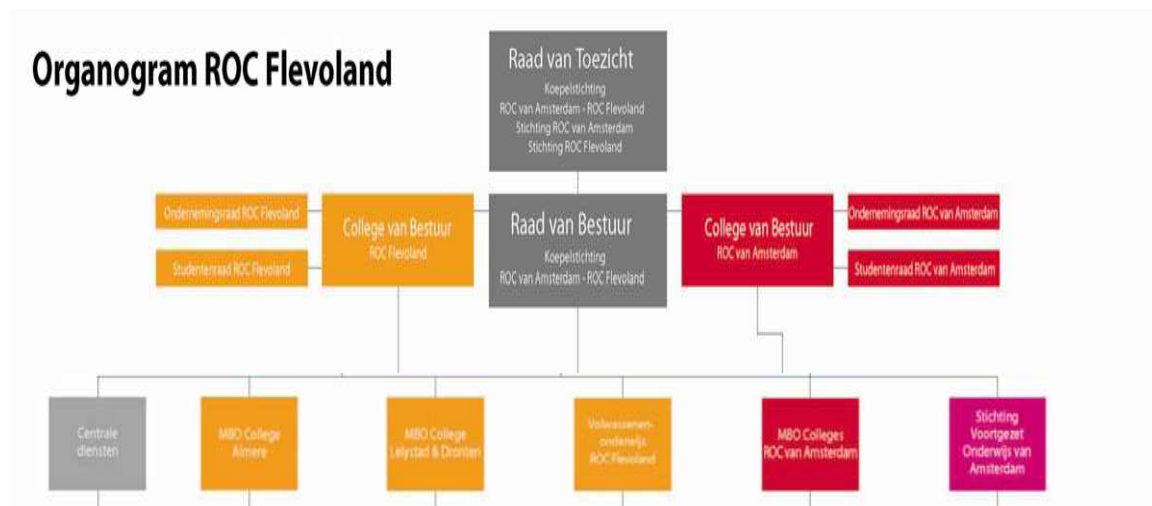 Organogram ROC Flevoland
Raad van Toezicht
Koepelstichting
ROC van Amsterdam - ROC Flevoland
Stichting ROC van Amsterdam
Stichting ROC Flevoland
Ondernemingsraad ROC Flevoland
Studentenraad ROC Flevoland
College van Bestuur
ROC Flevoland
Raad van Bestuur
Koepelstichting
ROC van Amsterdam - ROC Flevoland
College van Bestuur
ROC van Amsterdam
Ondernemingsraad ROC van Amsterdam
Studentenraad ROC van Amsterdam
Centrale
diensten
MBO College
Almere
MBO College
Lelystad & Dronten
Volwassenen-
onderwijs
ROC Flevoland
MBO Colleges
ROC van Amsterdam
Stichting
Voortgezet
Onderwijs van
Amsterdam